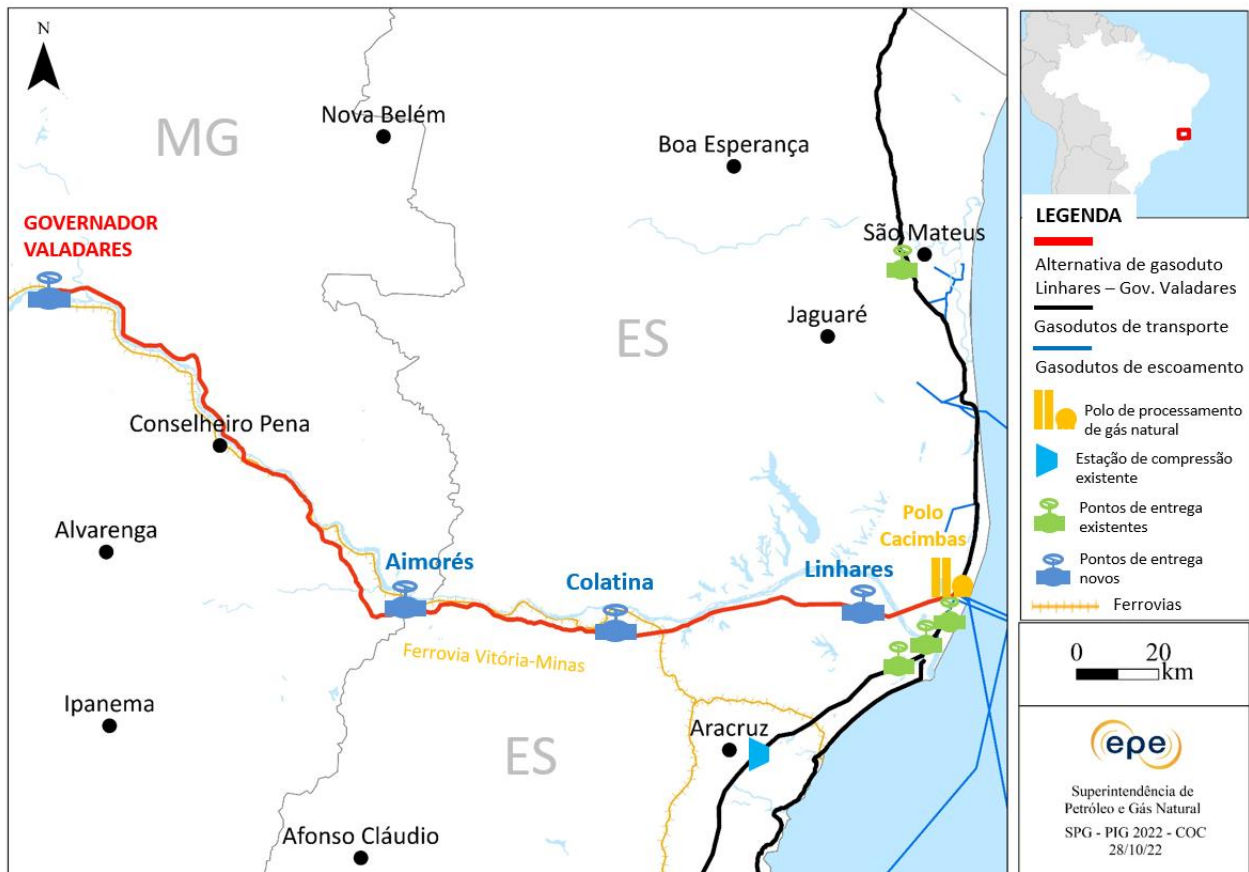 N
MG
Nova Belém
Boa Esperança
GOVERNADOR
VALADARES
São Mateus
Jaguaré
ES
Conselheiro Pena
Alvarenga
Aimorés
Colatina
Linhares
Polo
Cacimbas
Ferrovia Vitória-Minas
Ipanema
ES
Aracruz
Afonso Cláudio
LEGENDA
Alternativa de gasoduto
Linhares – Gov. Valadares
Gasodutos de transporte
Gasodutos de escoamento
Polo de processamento
de gás natural
Estação de compressão
existente
Pontos de entrega
existentes
Pontos de entrega
novos
Ferrovias
0 20
km
epe
Superintendência de
Petróleo e Gás Natural
SPG - PIG 2022 - COC
28/10/22